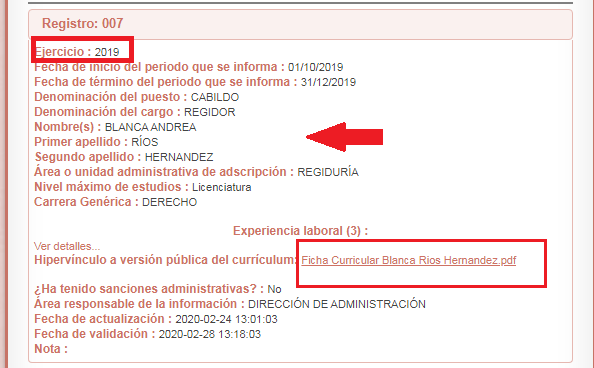 Registro: 007
Ejercicio : 2019
Fecha de inicio del periodo que se informa : 01/10/2019
Fecha de término del periodo que se informa : 31/12/2019
Denominación del puesto : CABILDO
Denominación del cargo : REGIDOR
Nombre(s) : BLANCA ANDREA
Primer apellido : RÍOS
Segundo apellido : HERNANDEZ
Área o unidad administrativa de adscripción : REGIDURÍA
Nivel máximo de estudios : Licenciatura
Carrera Genérica : DERECHO
Experiencia laboral (3) :
Ver detalles...
Hipervínculo a versión pública del currículum: Ficha Curricular Blanca Rios Hernandez.pdf
¿Ha tenido sanciones administrativas? : No
Área responsable de la información : DIRECCIÓN DE ADMINISTRACIÓN
Fecha de actualización : 2020-02-24 13:01:03
Fecha de validación : 2020-02-28 13:18:03
Nota :